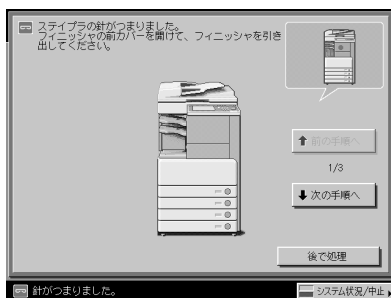 ステイプラの針がつまりました。
フィニッシャの前カバーを開けて、フィニッシャを引き
出してください。
前の手順へ
1/3
次の手順へ
後で処理
針がつまりました。
システム状況/中止